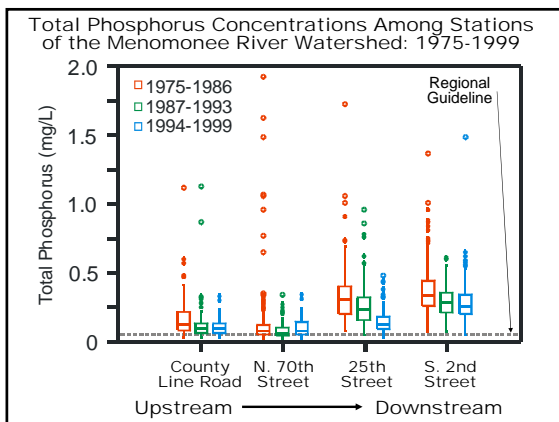 Total Phosphorus Concentrations Among Stations
of the Menomonee River Watershed: 1975-1999
2.0
1.5
1.0
0.5
0
Total Phosphorus (mg/L)
1975-1986
1987-1993
1994-1999
Regional
Guideline
County
Line Road
N. 70th
Street
25th
Street
S. 2nd
Street
Upstream
Downstream